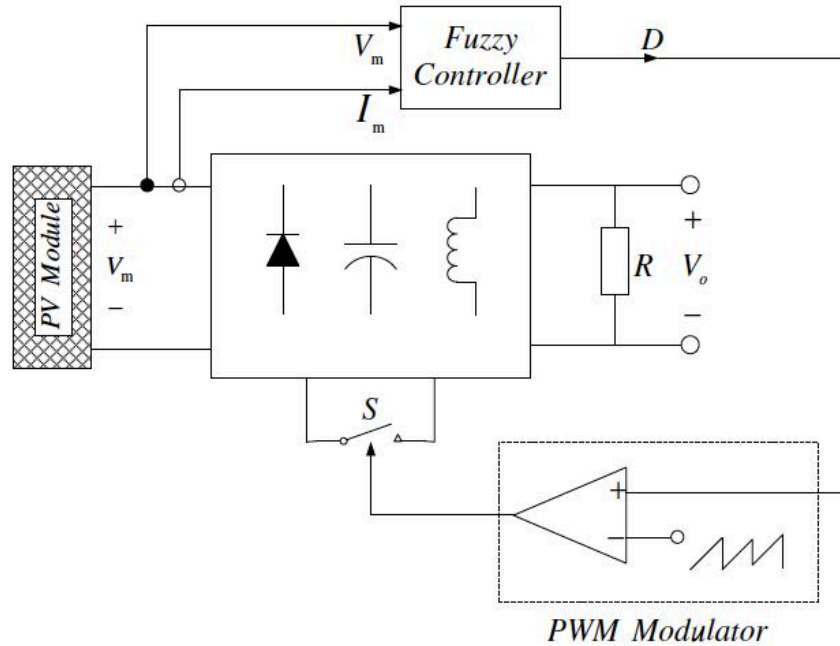 V_m
Fuzzy
Controller
D
I_m
PV Module
+
V_m
−
R
+
V_o
−
S
+
−
PWM Modulator